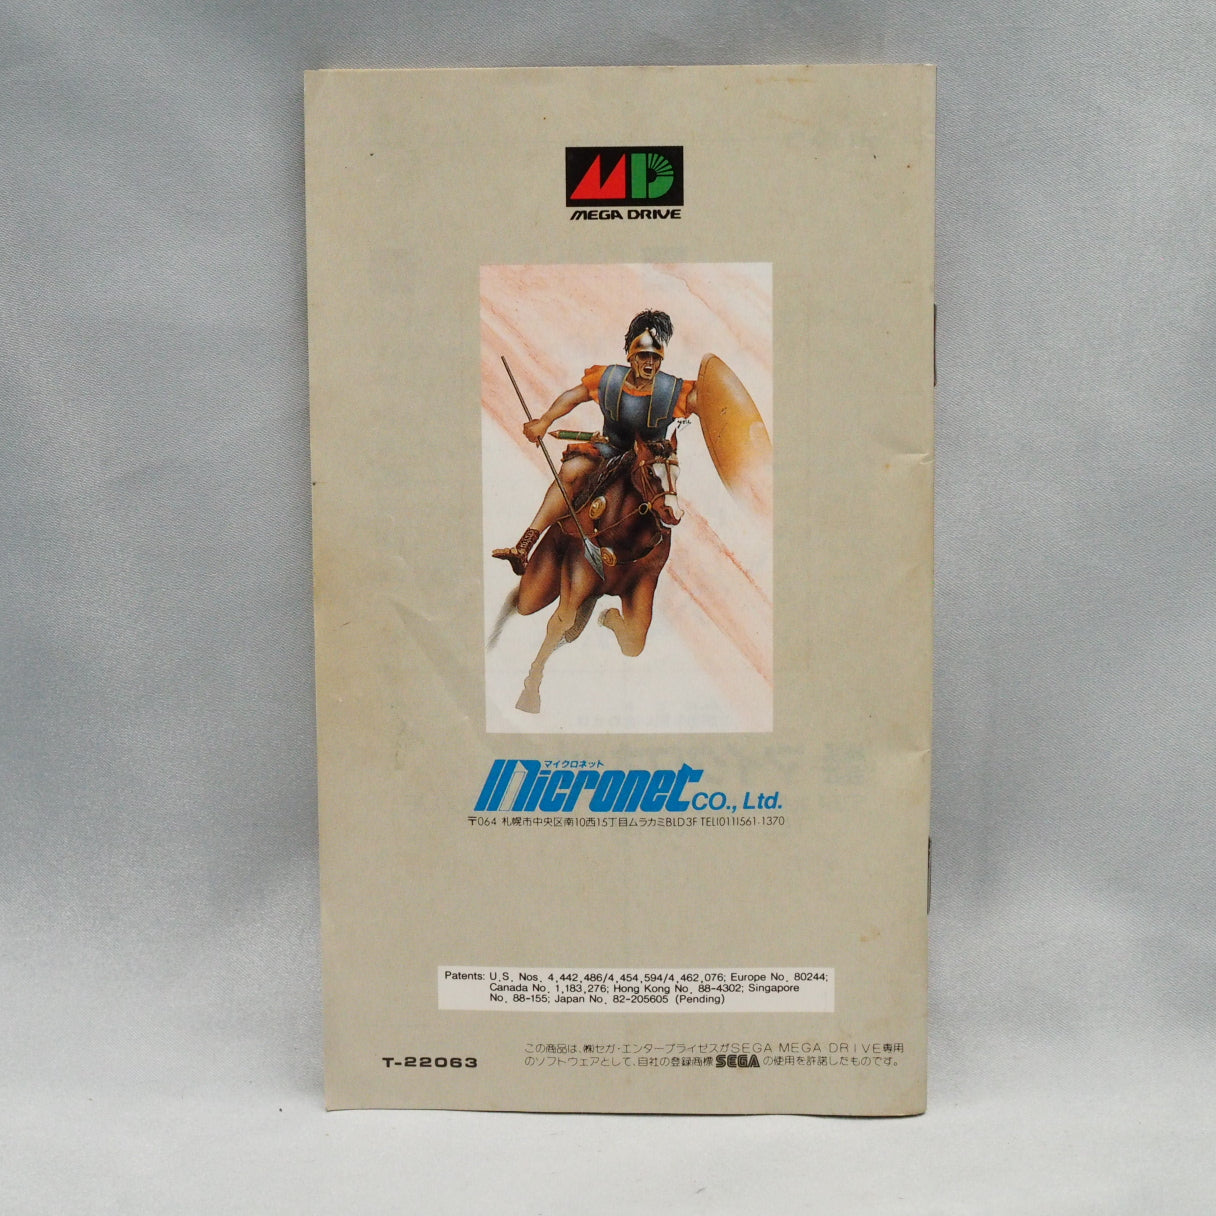 MD
MEGA DRIVE
マイクロネット
Micronet CO., Ltd.
〒064 札幌市中央区南10西15丁目ムラカミBLD3F TEL(011)561-1370
Patents: U.S. Nos. 4,442,486/4,454,594/4,462,076; Europe No. 80244;
Canada No. 1,183,276; Hong Kong No. 88-4302; Singapore
No. 88-155; Japan No. 82-205605 (Pending)
この商品は、㈱セガ・エンタープライゼスがSEGA MEGA DRIVE専用
のソフトウェアとして、自社の登録商標 SEGA の使用を許諾したものです。
T-22063